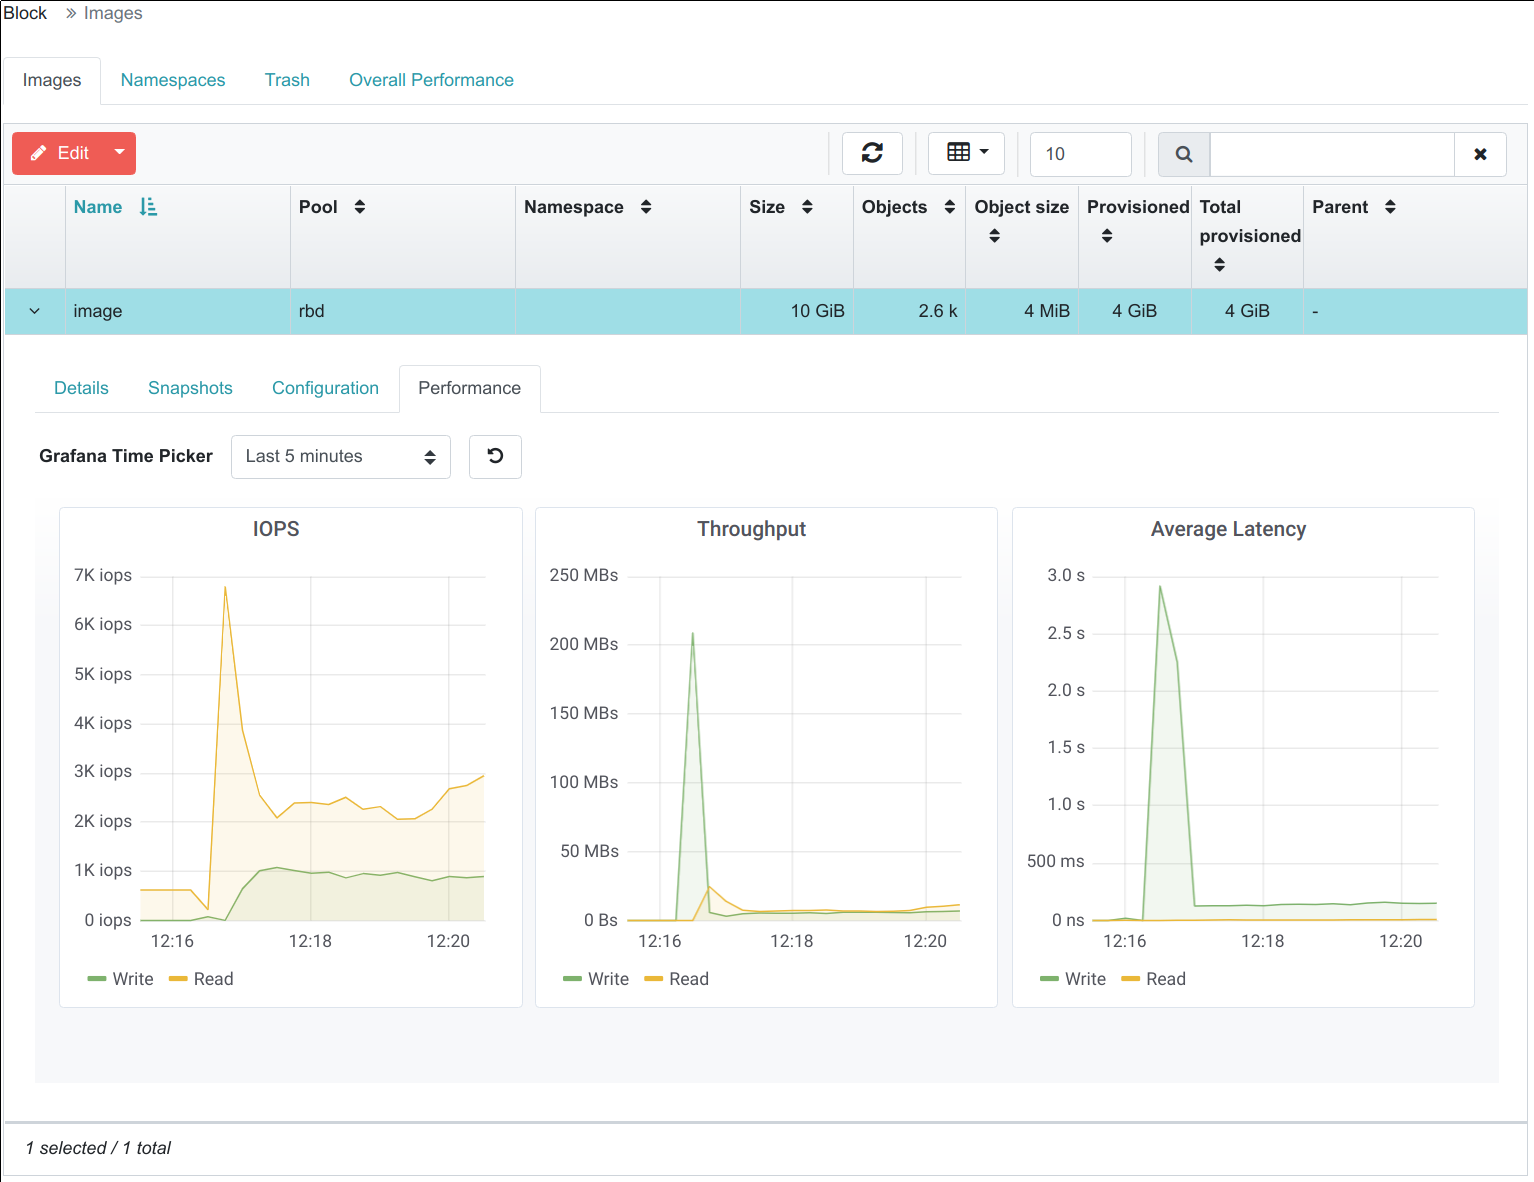 Block » Images
Images Namespaces Trash Overall Performance
Edit 10
Name Pool Namespace Size Objects Object size Provisioned Total provisioned Parent
image rbd 10 GiB 2.6 k 4 MiB 4 GiB 4 GiB -
Details Snapshots Configuration Performance
Grafana Time Picker Last 5 minutes
IOPS
7K iops
6K iops
5K iops
4K iops
3K iops
2K iops
1K iops
0 iops
12:16 12:18 12:20
Write Read
Throughput
250 MBs
200 MBs
150 MBs
100 MBs
50 MBs
0 Bs
12:16 12:18 12:20
Write Read
Average Latency
3.0 s
2.5 s
2.0 s
1.5 s
1.0 s
500 ms
0 ns
12:16 12:18 12:20
Write Read
1 selected / 1 total